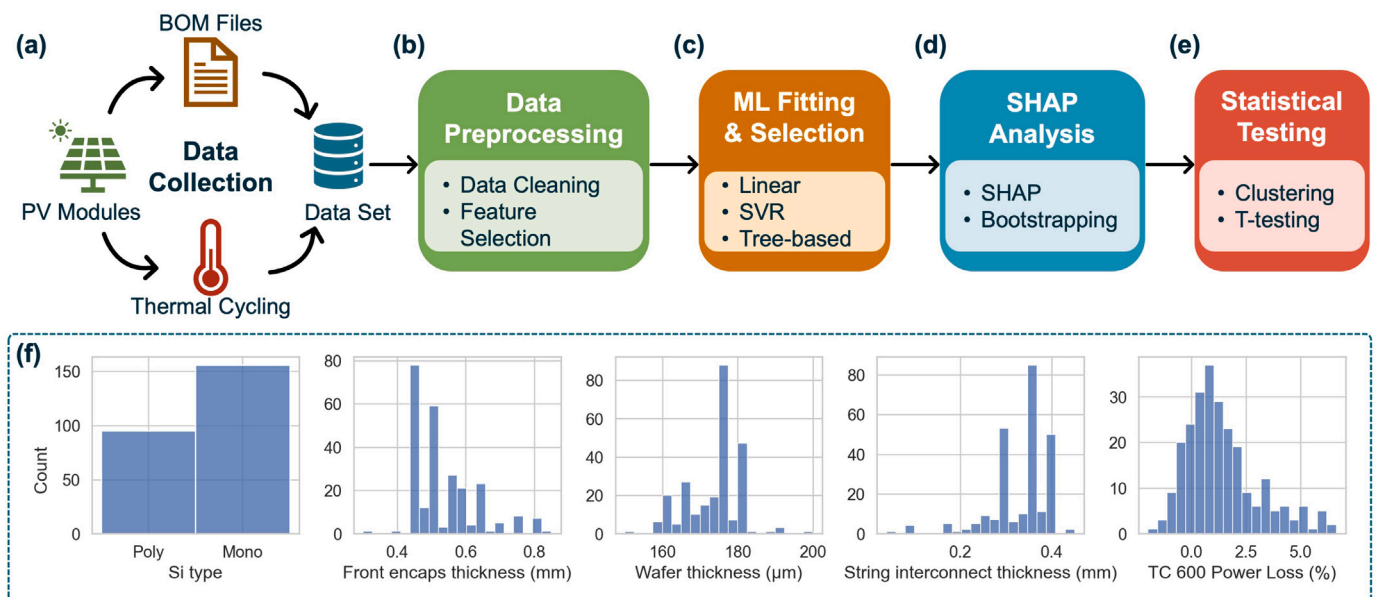 (a)
BOM Files
PV Modules
Data
Collection
Data Set
Thermal Cycling
(b)
Data
Preprocessing
• Data Cleaning
• Feature
Selection
(c)
ML Fitting
& Selection
• Linear
• SVR
• Tree-based
(d)
SHAP
Analysis
• SHAP
• Bootstrapping
(e)
Statistical
Testing
• Clustering
• T-testing
(f)
Count
150
100
50
0
Poly Mono
Si type
80
60
40
20
0
0.4 0.6 0.8
Front encaps thickness (mm)
80
60
40
20
0
160 180 200
Wafer thickness (μm)
80
60
40
20
0
0.2 0.4
String interconnect thickness (mm)
30
20
10
0
0.0 2.5 5.0
TC 600 Power Loss (%)